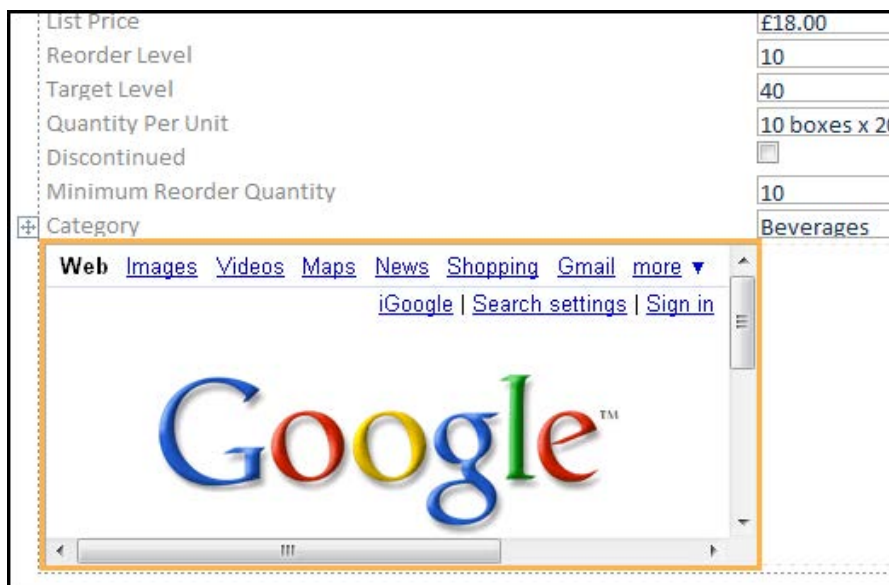 List Price £18.00
Reorder Level 10
Target Level 40
Quantity Per Unit 10 boxes x
Discontinued
Minimum Reorder Quantity 10
Category Beverages
Web Images Videos Maps News Shopping Gmail more ▼
iGoogle | Search settings | Sign in
Google™